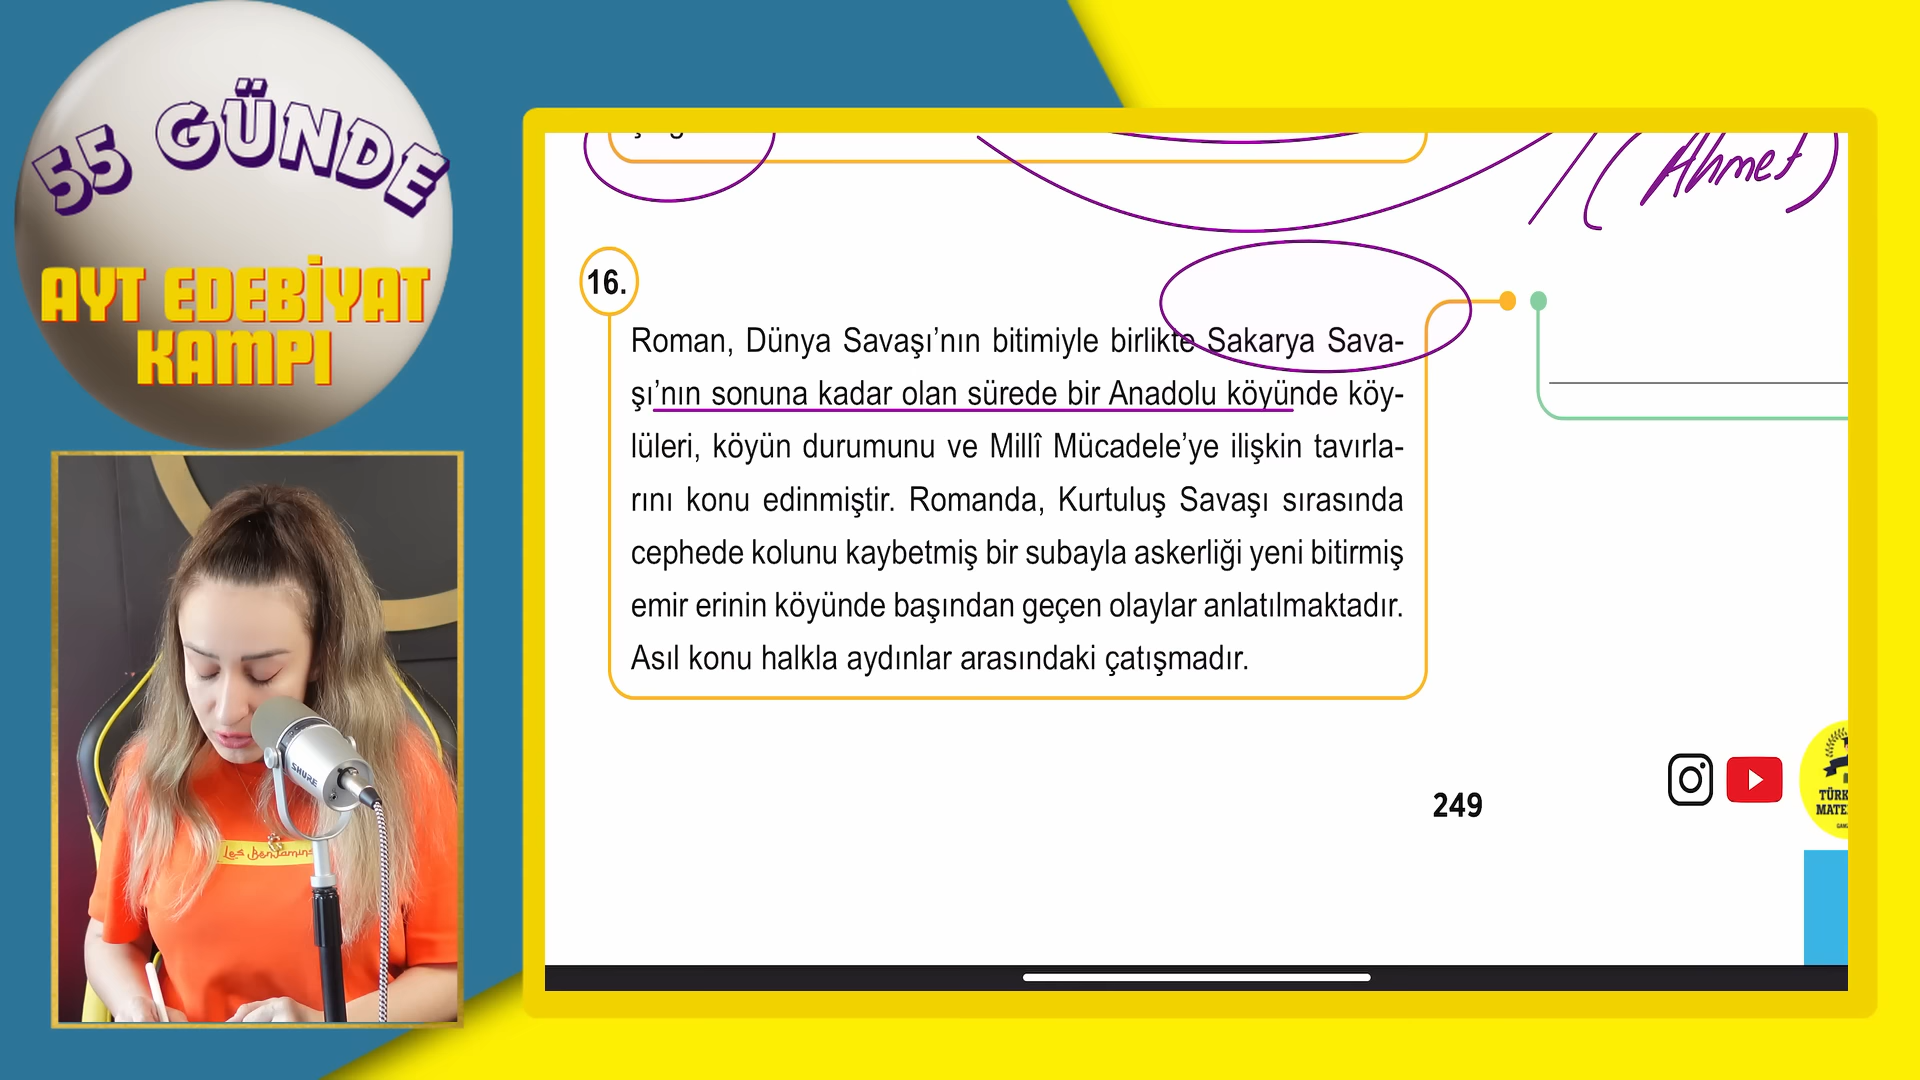 55 GÜNDE
AYT EDEBİYAT
KAMPI
(Ahmet)
16.
Roman, Dünya Savaşı’nın bitimiyle birlikte Sakarya Sava-
şı’nın sonuna kadar olan sürede bir Anadolu köyünde köy-
lüleri, köyün durumunu ve Millî Mücadele’ye ilişkin tavırla-
rını konu edinmiştir. Romanda, Kurtuluş Savaşı sırasında
cephede kolunu kaybetmiş bir subayla askerliği yeni bitirmiş
emir erinin köyünde başından geçen olaylar anlatılmaktadır.
Asıl konu halkla aydınlar arasındaki çatışmadır.
249
TÜRK
MATE
SHURE
Les Benjamins